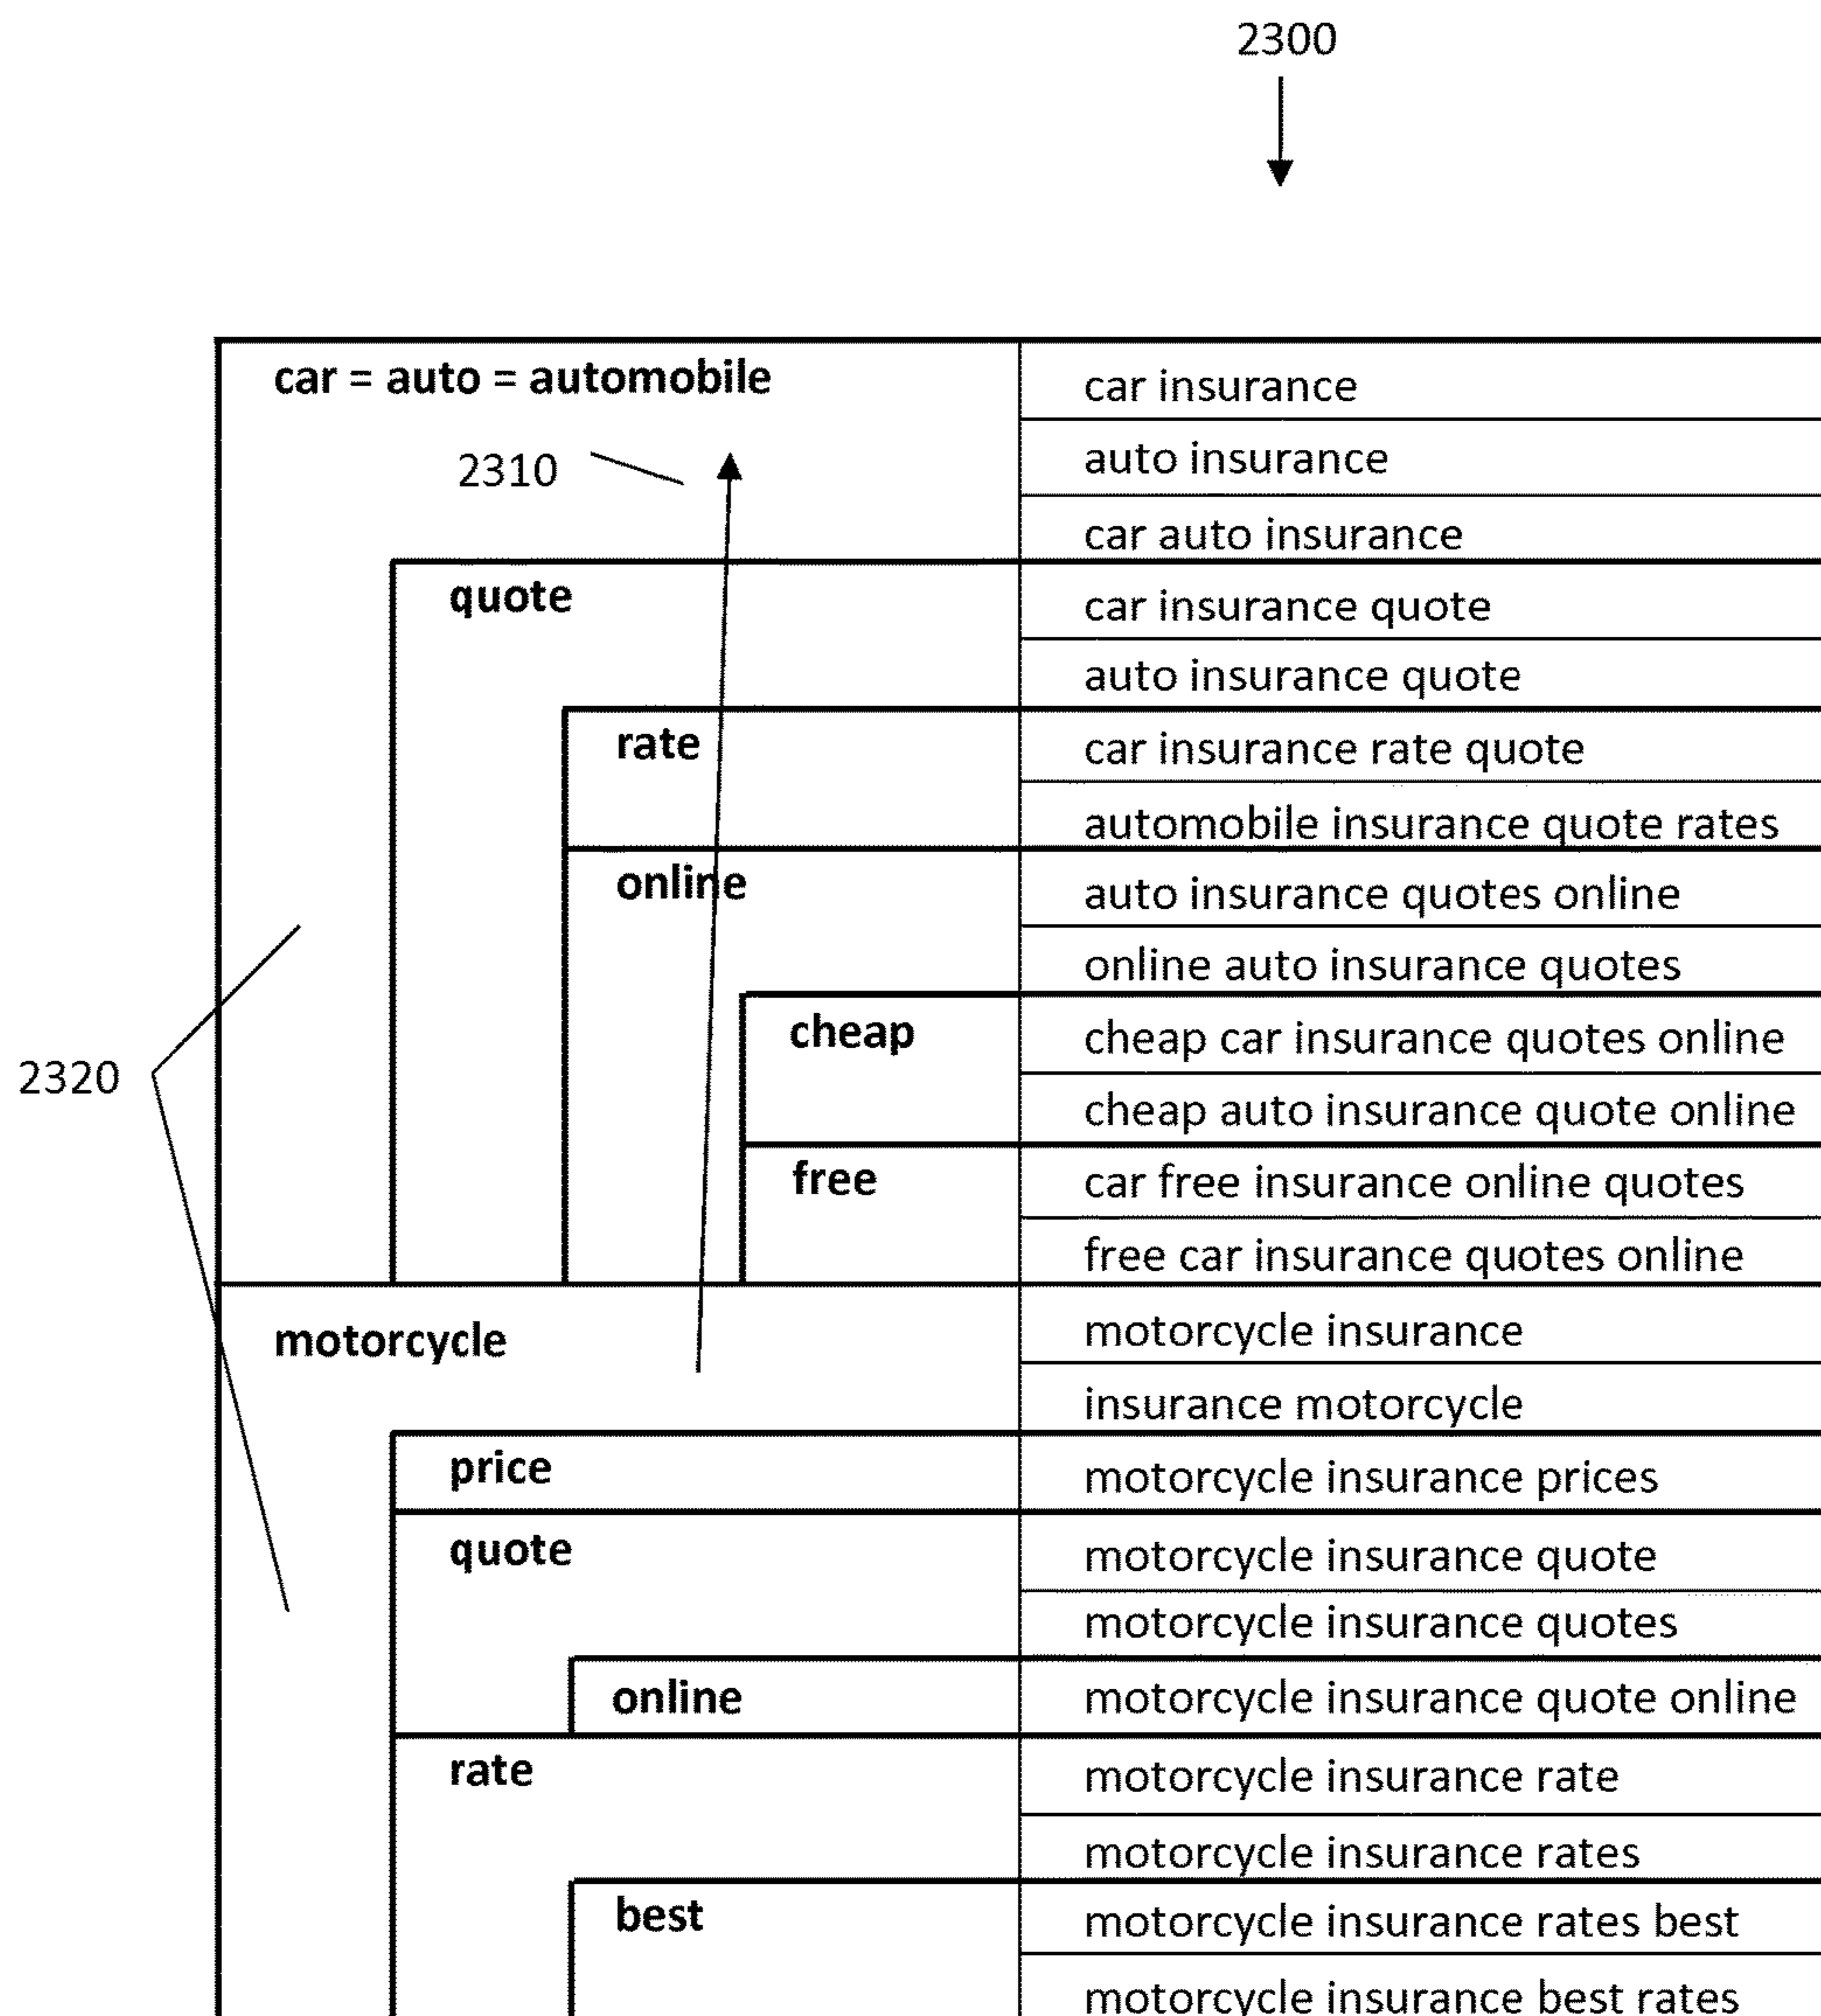 2300
car = auto = automobile
car insurance
2310
auto insurance
car auto insurance
quote
car insurance quote
auto insurance quote
rate
car insurance rate quote
automobile insurance quote rates
online
auto insurance quotes online
online auto insurance quotes
2320
cheap
cheap car insurance quotes online
cheap auto insurance quote online
free
car free insurance online quotes
free car insurance quotes online
motorcycle
motorcycle insurance
insurance motorcycle
price
motorcycle insurance prices
quote
motorcycle insurance quote
motorcycle insurance quotes
online
motorcycle insurance quote online
rate
motorcycle insurance rate
motorcycle insurance rates
best
motorcycle insurance rates best
motorcycle insurance best rates